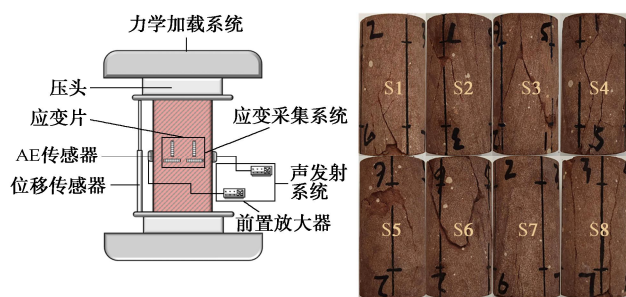 力学加载系统
压头
应变片
应变采集系统
AE传感器
位移传感器
声发射
系统
前置放大器
S1
S2
S3
S4
S5
S6
S7
S8